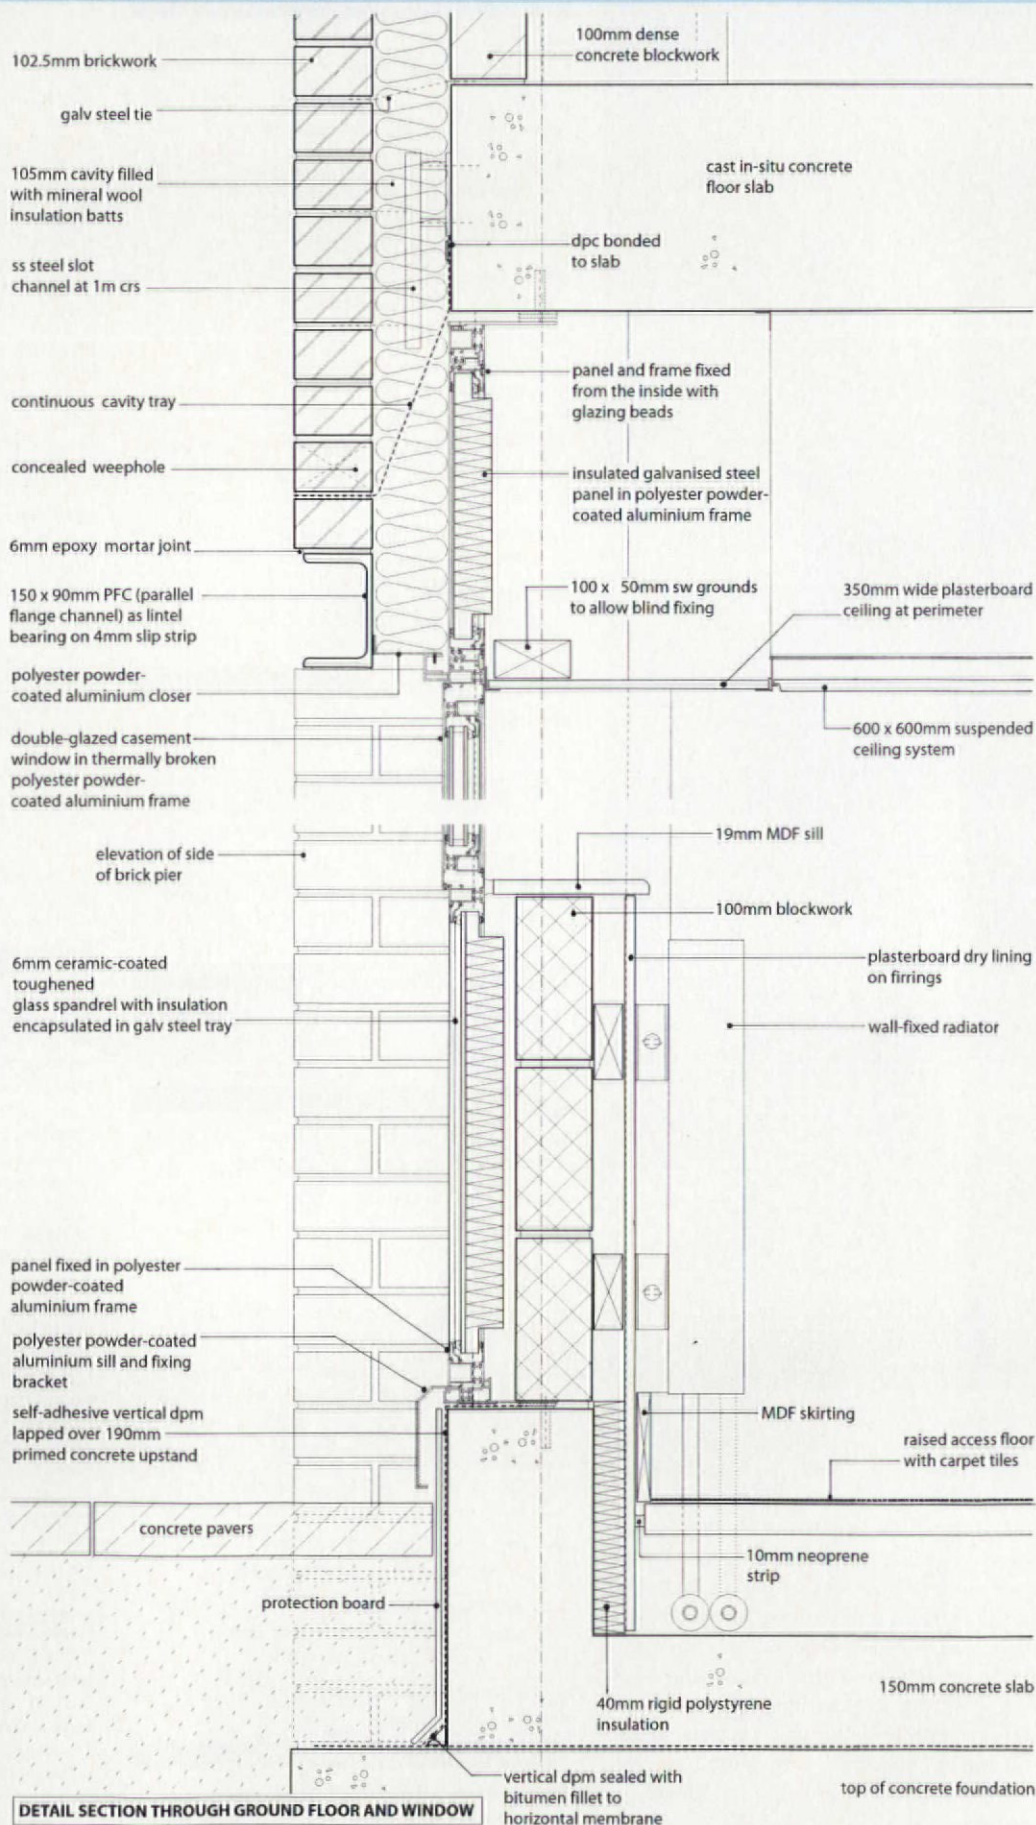 102.5mm brickwork
galv steel tie
105mm cavity filled
with mineral wool
insulation batts
ss steel slot
channel at 1m crs
continuous cavity tray
concealed weephole
6mm epoxy mortar joint
150 x 90mm PFC (parallel
flange channel) as lintel
bearing on 4mm slip strip
polyester powder-
coated aluminium closer
double-glazed casement
window in thermally broken
polyester powder-
coated aluminium frame
100mm dense
concrete blockwork
cast in-situ concrete
floor slab
dpc bonded
to slab
panel and frame fixed
from the inside with
glazing beads
insulated galvanised steel
panel in polyester powder-
coated aluminium frame
100 x 50mm sw grounds
to allow blind fixing
350mm wide plasterboard
ceiling at perimeter
600 x 600mm suspended
ceiling system
elevation of side
of brick pier
6mm ceramic-coated
toughened
glass spandrel with insulation
encapsulated in galv steel tray
panel fixed in polyester
powder-coated
aluminium frame
polyester powder-coated
aluminium sill and fixing
bracket
self-adhesive vertical dpm
lapped over 190mm
primed concrete upstand
concrete pavers
protection board
19mm MDF sill
100mm blockwork
plasterboard dry lining
on firrings
wall-fixed radiator
MDF skirting
raised access floor
with carpet tiles
10mm neoprene
strip
40mm rigid polystyrene
insulation
150mm concrete slab
vertical dpm sealed with
bitumen fillet to
horizontal membrane
top of concrete foundation
DETAIL SECTION THROUGH GROUND FLOOR AND WINDOW